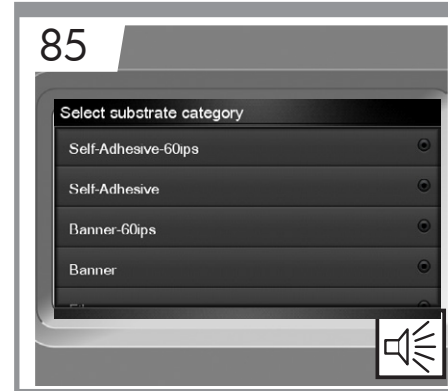 85
Select substrate category
Self-Adhesive-60ips
Self-Adhesive
Banner-60ips
Banner